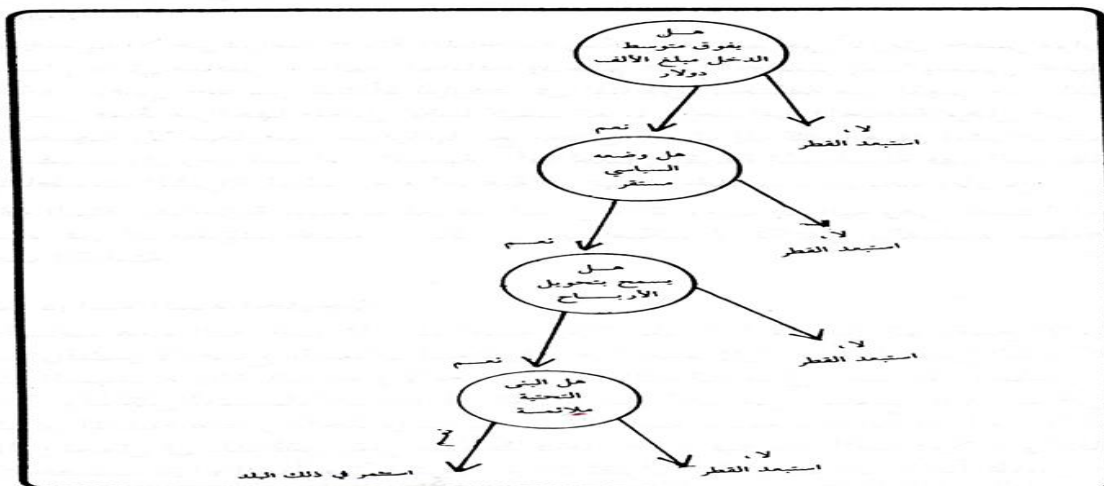 هل
يفوق متوسط
الدخل مبلغ الألف
دولار
نعم
لا،
استبعد القطر
هل وضعه
السياسي
مستقر
نعم
لا،
استبعد القطر
هل
يسمح بتحويل
الأرباح
نعم
لا،
استبعد القطر
هل البنى
التحتية
ملائمة
لا،
استبعد القطر
استثمر في ذلك البلد